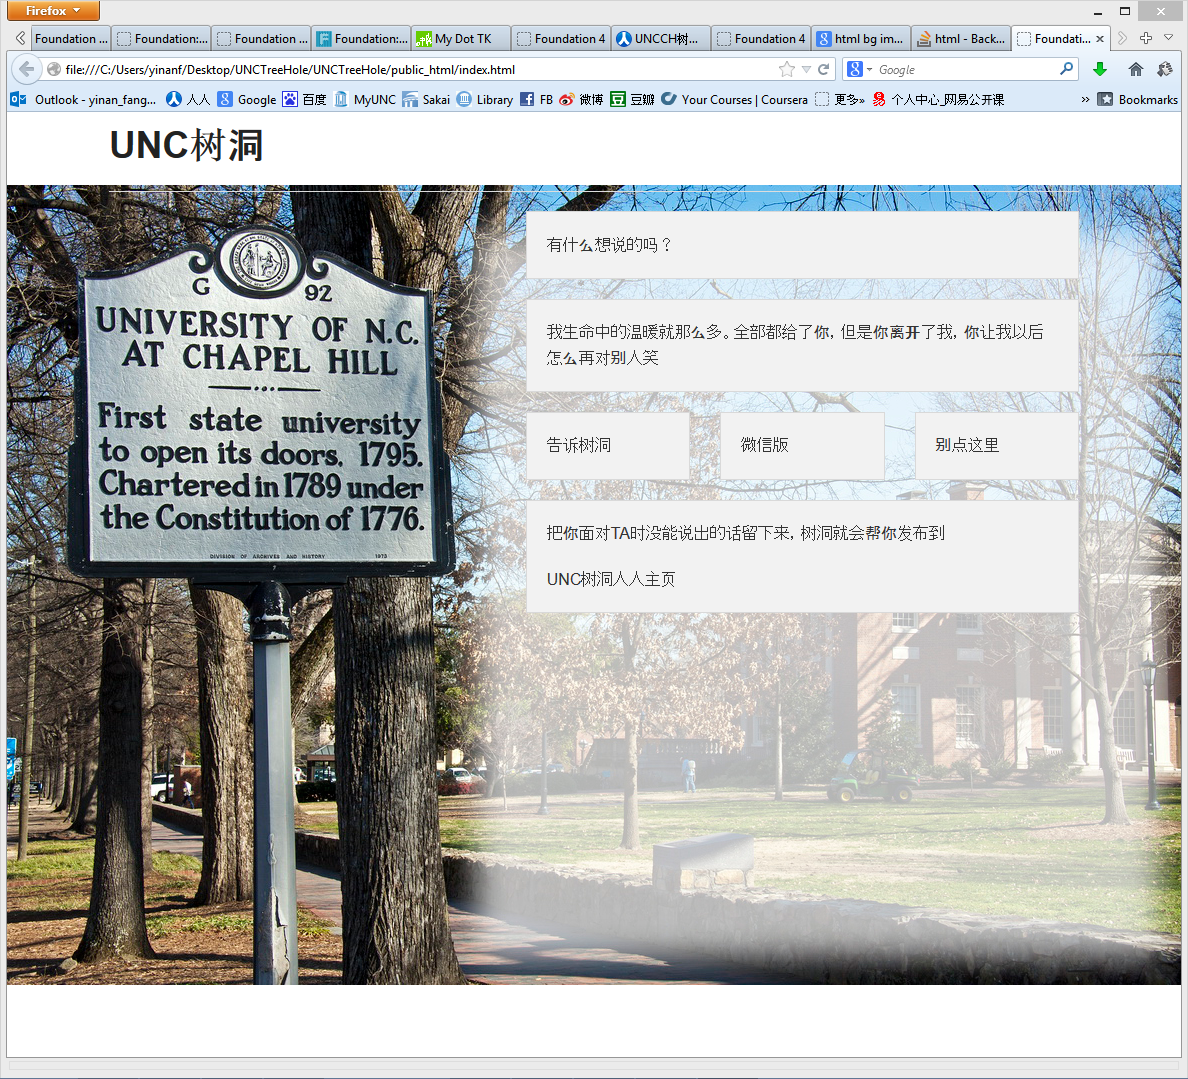 Firefox
Foundation ...
Foundation:...
Foundation ...
Foundation:...
My Dot TK
Foundation 4
UNCCH树...
Foundation 4
html bg im...
html - Back...
Foundati...
file:///C:/Users/yinanf/Desktop/UNCTreeHole/UNCTreeHole/public_html/index.html
Google
Outlook - yinan_fang...
人人
Google
百度
MyUNC
Sakai
Library
FB
微博
豆瓣
Your Courses | Coursera
更多»
个人中心_网易公开课
»
Bookmarks
UNC树洞
G 92
UNIVERSITY OF N.C.
AT CHAPEL HILL
First state university
to open its doors, 1795.
Chartered in 1789 under
the Constitution of 1776.
DIVISION OF ARCHIVES AND HISTORY 1973
有什么想说的吗？
我生命中的温暖就那么多。全部都给了你, 但是你离开了我, 你让我以后
怎么再对别人笑
告诉树洞
微信版
别点这里
把你面对TA时没能说出的话留下来, 树洞就会帮你发布到
UNC树洞人人主页